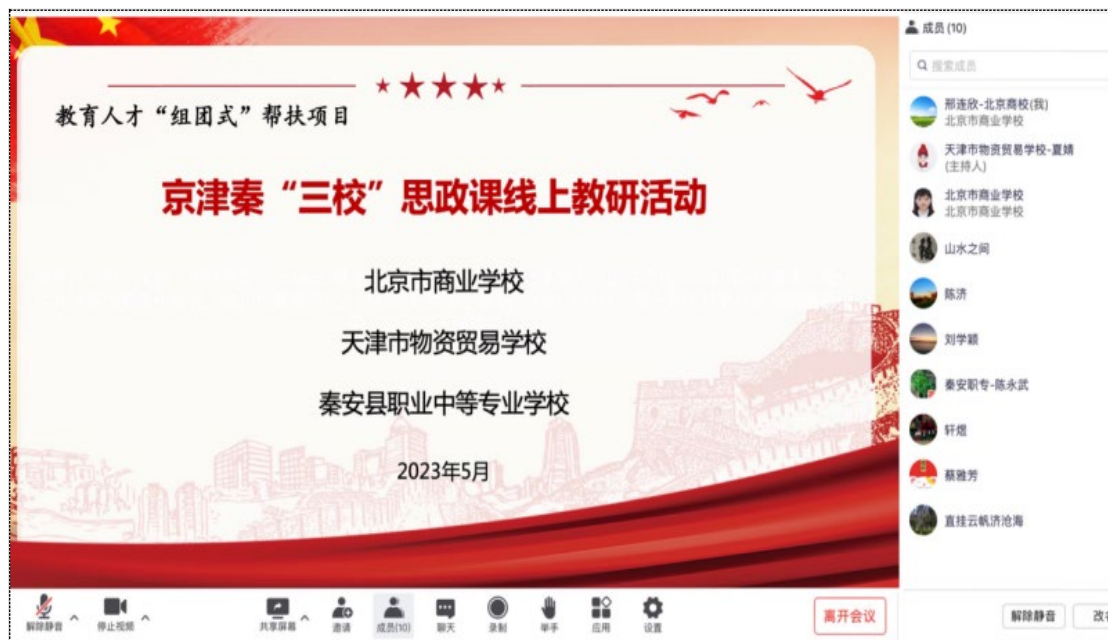 教育人才“组团式”帮扶项目
京津秦“三校”思政课线上教研活动
北京市商业学校
天津市物资贸易学校
秦安县职业中等专业学校
2023年5月
解除静音
停止视频
共享屏幕
邀请
成员(10)
聊天
录制
举手
应用
设置
离开会议
成员 (10)
搜索成员
邢连欣-北京商校(我)
北京市商业学校
天津市物资贸易学校-夏婧
(主持人)
北京市商业学校
北京市商业学校
山水之间
陈济
刘学颖
秦安职专-陈永武
轩煜
蔡雅芳
直挂云帆济沧海
解除静音